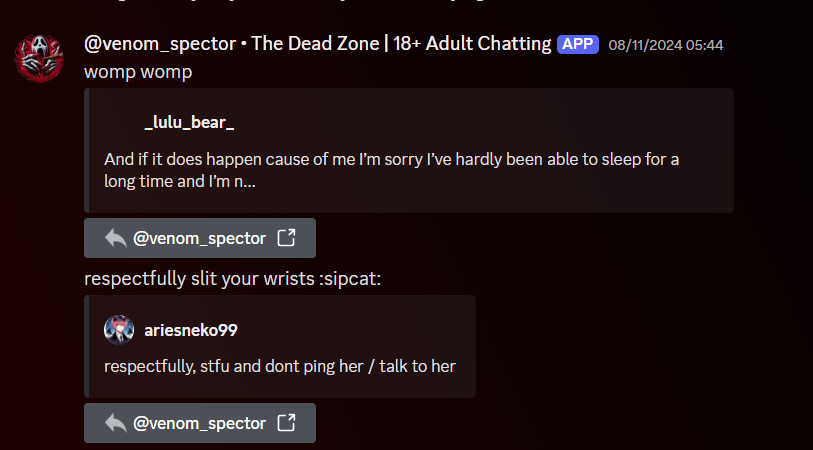 @venom_spector • The Dead Zone | 18+ Adult Chatting APP 08/11/2024 05:44
womp womp
_lulu_bear_
And if it does happen cause of me I'm sorry I've hardly been able to sleep for a
long time and I'm n...
@venom_spector
respectfully slit your wrists :sipcat:
ariesneko99
respectfully, stfu and dont ping her / talk to her
@venom_spector